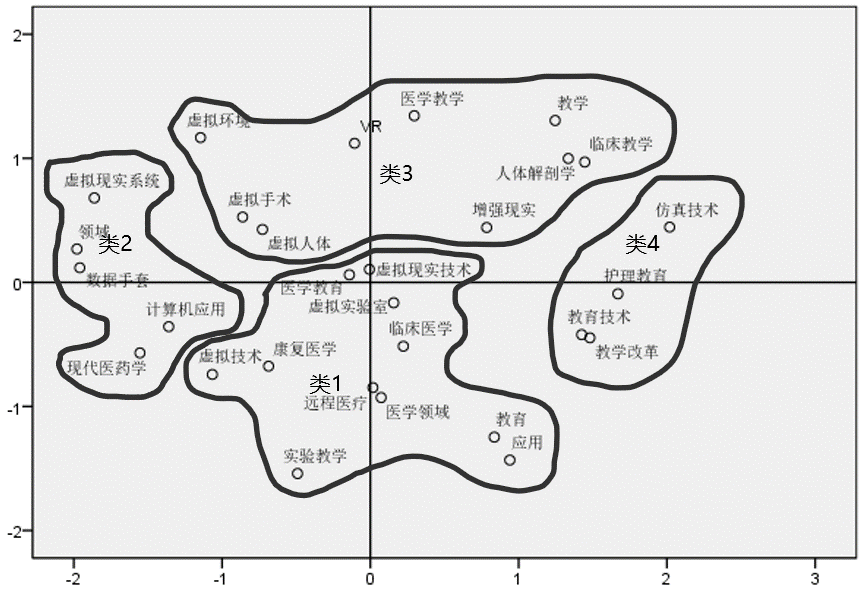 2
医学教学
教学
虚拟环境
VR
1
临床教学
类3
人体解剖学
虚拟现实系统
虚拟手术
增强现实
仿真技术
领域
类2
虚拟人体
类4
数据手套
0
医学教育
虚拟现实技术
护理教育
计算机应用
虚拟实验室
教育技术
临床医学
教学改革
现代医药学
虚拟技术
康复医学
类1
-1
远程医疗
医学领域
教育
应用
实验教学
-2
-2
-1
0
1
2
3